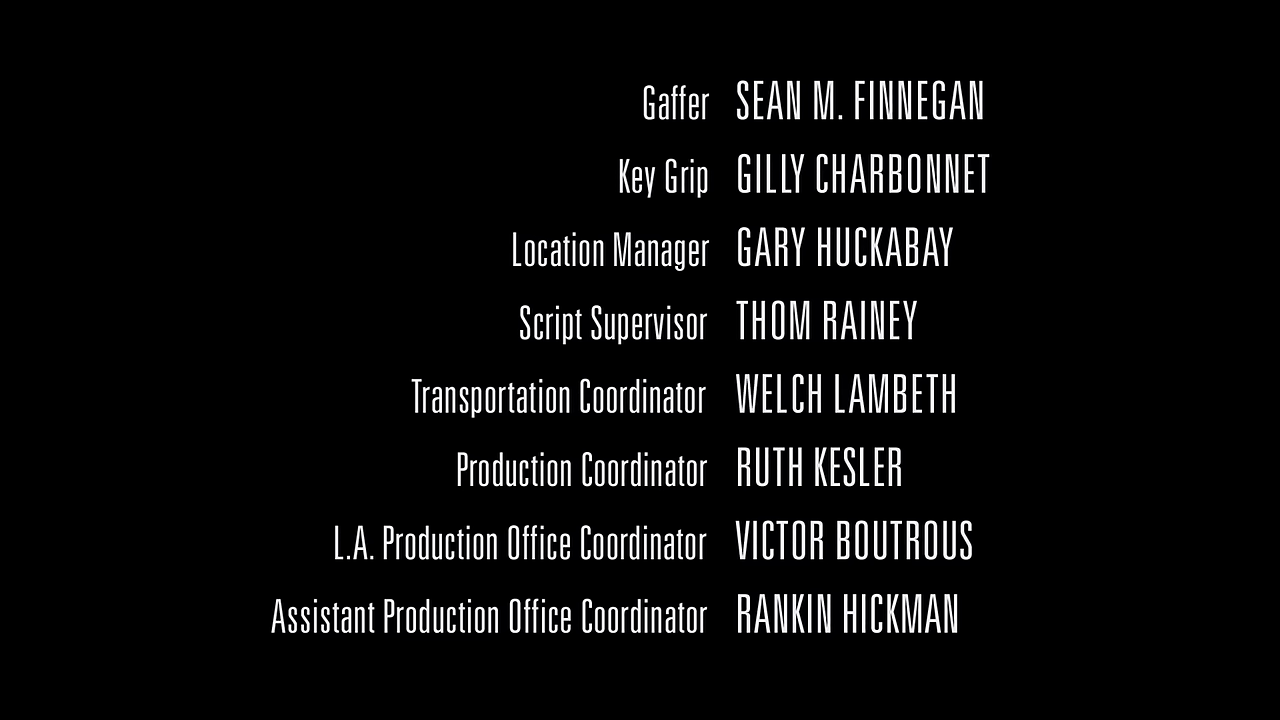 Gaffer SEAN M. FINNEGAN
Key Grip GILLY CHARBONNET
Location Manager GARY HUCKABAY
Script Supervisor THOM RAINEY
Transportation Coordinator WELCH LAMBETH
Production Coordinator RUTH KESLER
L.A. Production Office Coordinator VICTOR BOUTROUS
Assistant Production Office Coordinator RANKIN HICKMAN